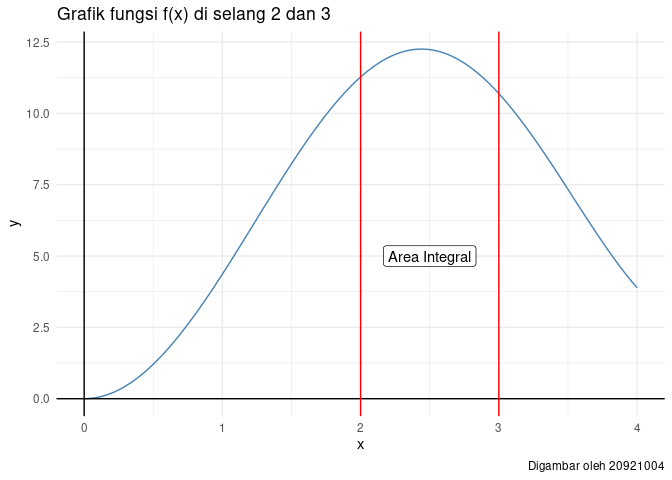 Grafik fungsi f(x) di selang 2 dan 3
12.5
10.0
7.5
5.0
2.5
0.0
y
Area Integral
0 1 2 3 4
x
Digambar oleh 20921004